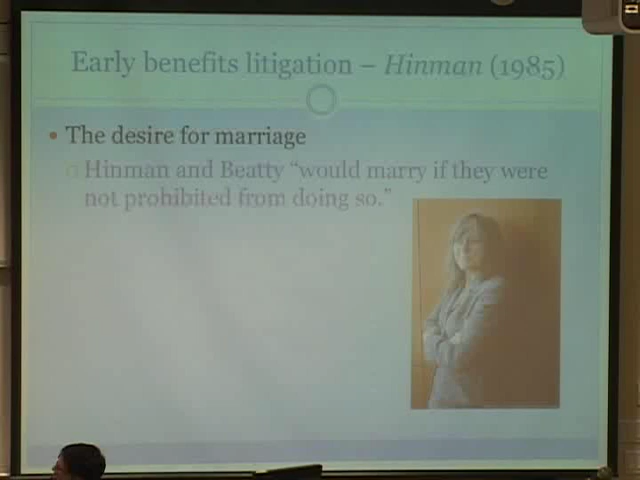 Early benefits litigation – Hinman (1985)
• The desire for marriage
Hinman and Beatty “would marry if they were
not prohibited from doing so.”